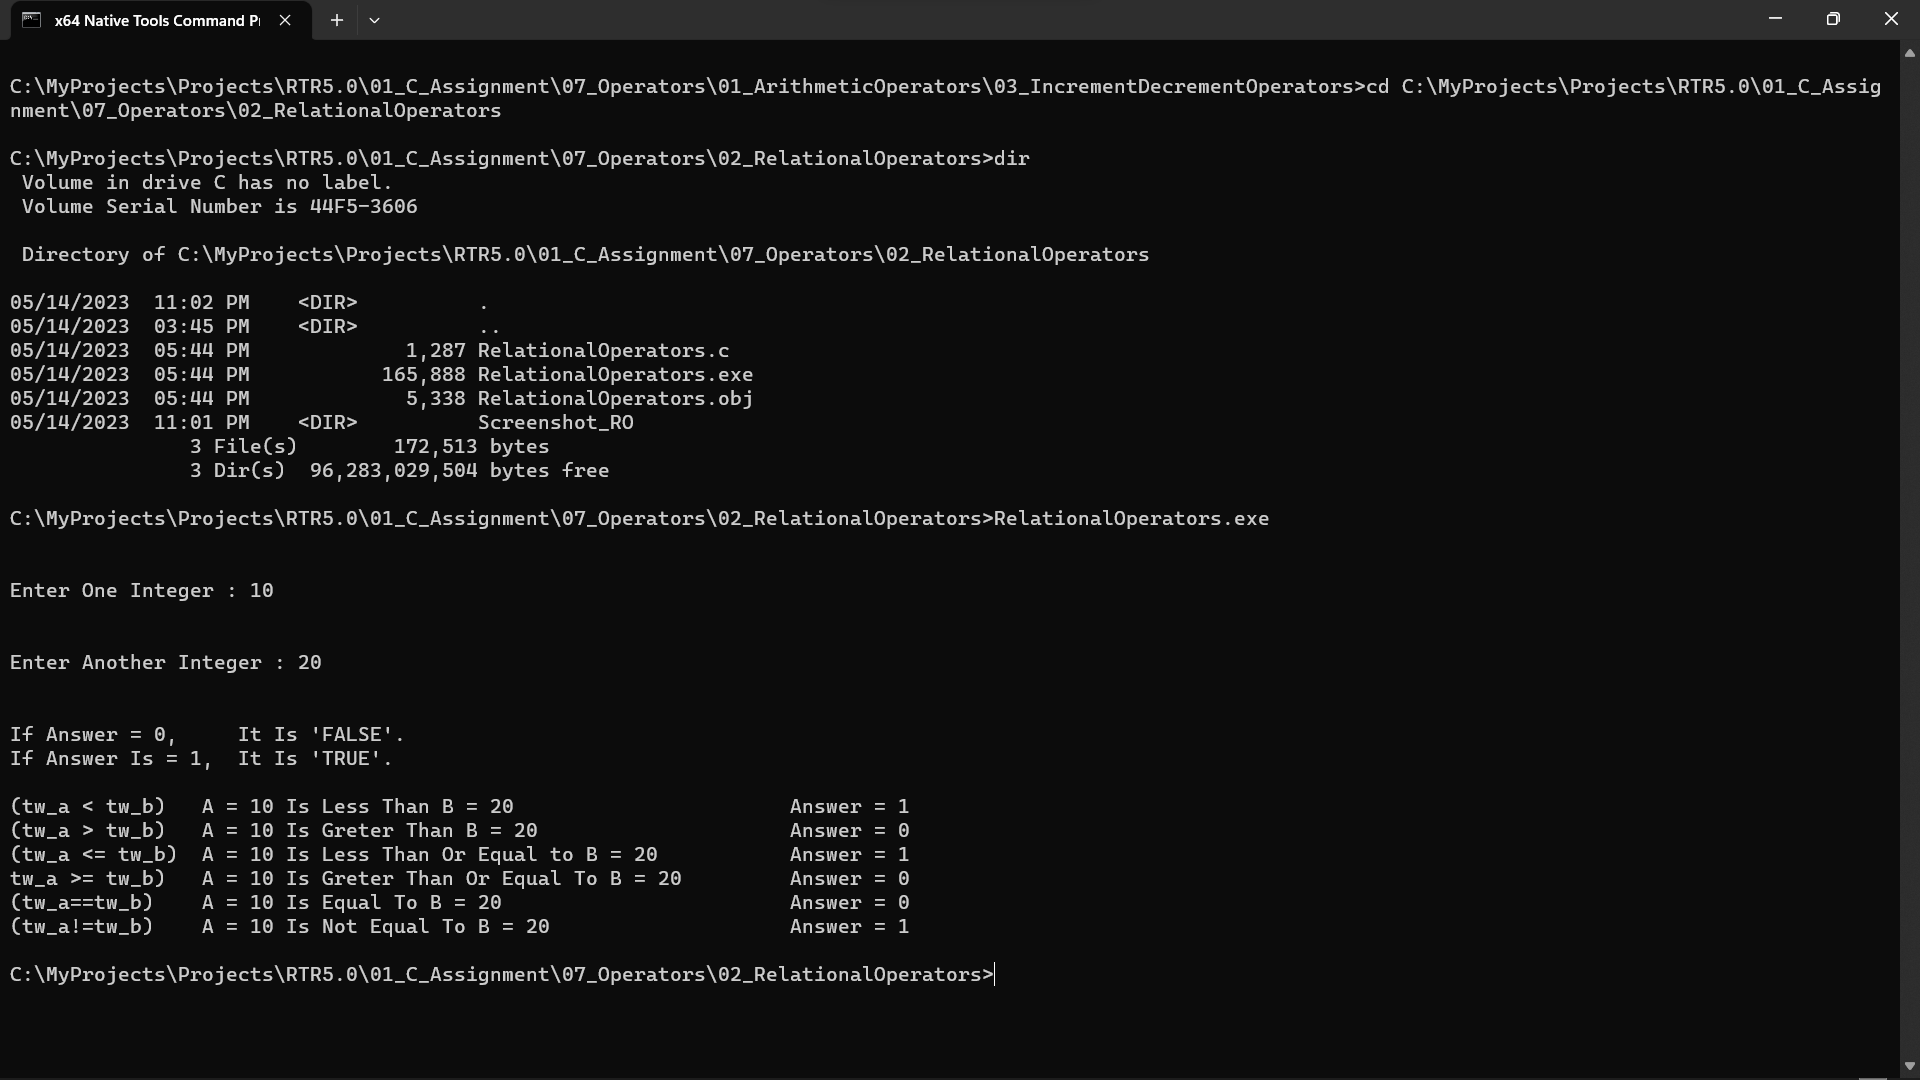 x64 Native Tools Command P
C:\MyProjects\Projects\RTR5.0\01_C_Assignment\07_Operators\01_ArithmeticOperators\03_IncrementDecrementOperators>cd C:\MyProjects\Projects\RTR5.0\01_C_Assig
nment\07_Operators\02_RelationalOperators
C:\MyProjects\Projects\RTR5.0\01_C_Assignment\07_Operators\02_RelationalOperators>dir
 Volume in drive C has no label.
 Volume Serial Number is 44F5-3606
 Directory of C:\MyProjects\Projects\RTR5.0\01_C_Assignment\07_Operators\02_RelationalOperators
05/14/2023  11:02 PM    <DIR>          .
05/14/2023  03:45 PM    <DIR>          ..
05/14/2023  05:44 PM             1,287 RelationalOperators.c
05/14/2023  05:44 PM           165,888 RelationalOperators.exe
05/14/2023  05:44 PM             5,338 RelationalOperators.obj
05/14/2023  11:01 PM    <DIR>          Screenshot_RO
               3 File(s)        172,513 bytes
               3 Dir(s)  96,283,029,504 bytes free
C:\MyProjects\Projects\RTR5.0\01_C_Assignment\07_Operators\02_RelationalOperators>RelationalOperators.exe
Enter One Integer : 10
Enter Another Integer : 20
If Answer = 0,     It Is 'FALSE'.
If Answer Is = 1,  It Is 'TRUE'.
(tw_a < tw_b)   A = 10 Is Less Than B = 20                       Answer = 1
(tw_a > tw_b)   A = 10 Is Greter Than B = 20                     Answer = 0
(tw_a <= tw_b)  A = 10 Is Less Than Or Equal to B = 20           Answer = 1
tw_a >= tw_b)   A = 10 Is Greter Than Or Equal To B = 20         Answer = 0
(tw_a==tw_b)    A = 10 Is Equal To B = 20                        Answer = 0
(tw_a!=tw_b)    A = 10 Is Not Equal To B = 20                    Answer = 1
C:\MyProjects\Projects\RTR5.0\01_C_Assignment\07_Operators\02_RelationalOperators>